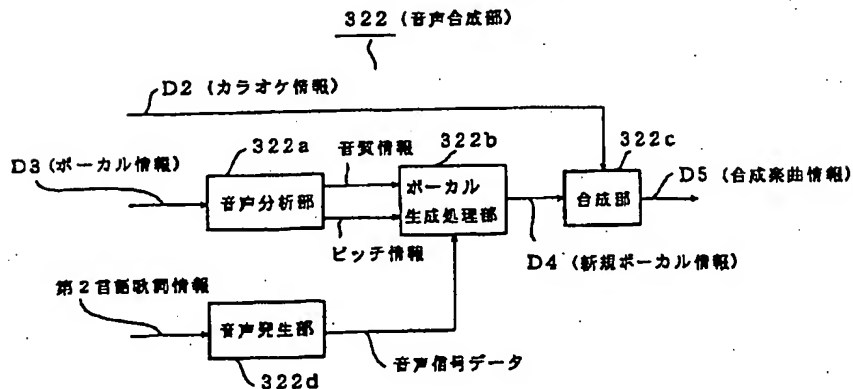 322 (音声合成部)
D2 (カラオケ情報)
D3 (ボーカル情報)
322a
音質情報
322b
322c
D5 (合成楽曲情報)
音声分析部
ボーカル
生成処理部
合成部
ピッチ情報
D4 (新規ボーカル情報)
第2言語歌詞情報
音声発生部
音声信号データ
322d